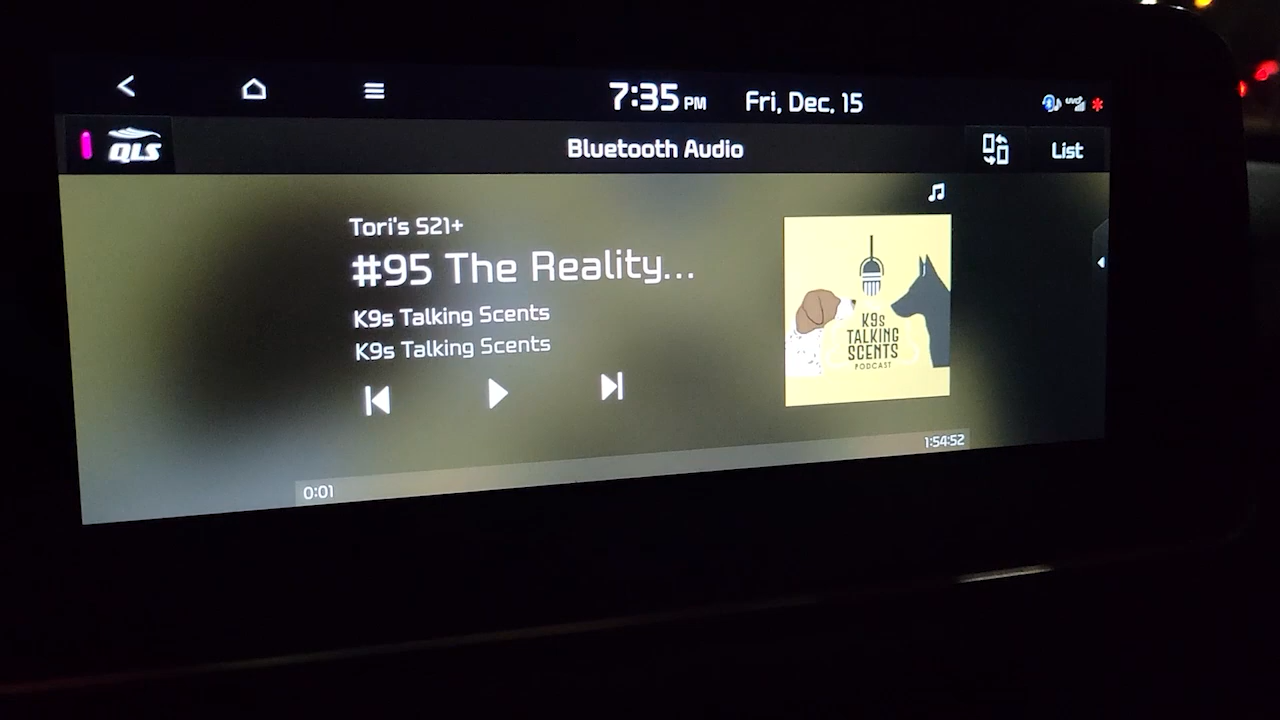 7:35 PM Fri, Dec. 15
UVO
QLS
Bluetooth Audio
List
Tori's S21+
#95 The Reality...
K9s Talking Scents
K9s Talking Scents
K9s
TALKING
SCENTS
PODCAST
1:54:52
0:01